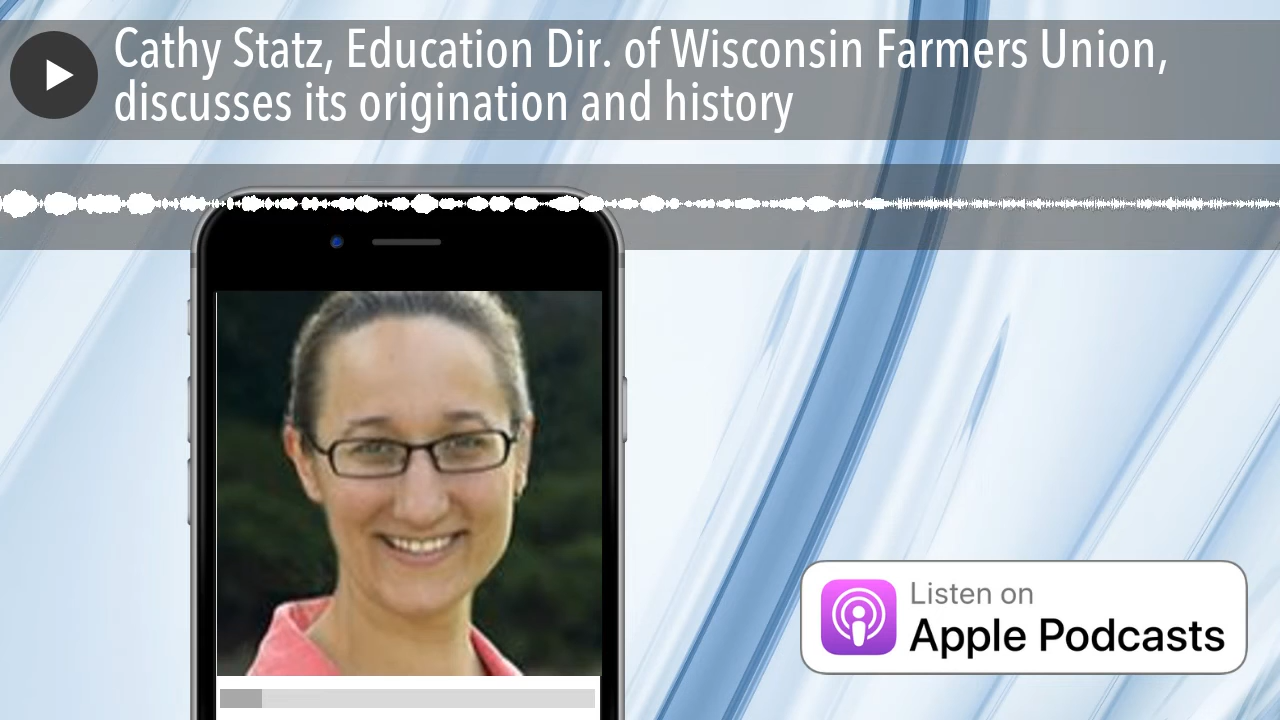 Cathy Statz, Education Dir. of Wisconsin Farmers Union,
discusses its origination and history
Listen on
Apple Podcasts